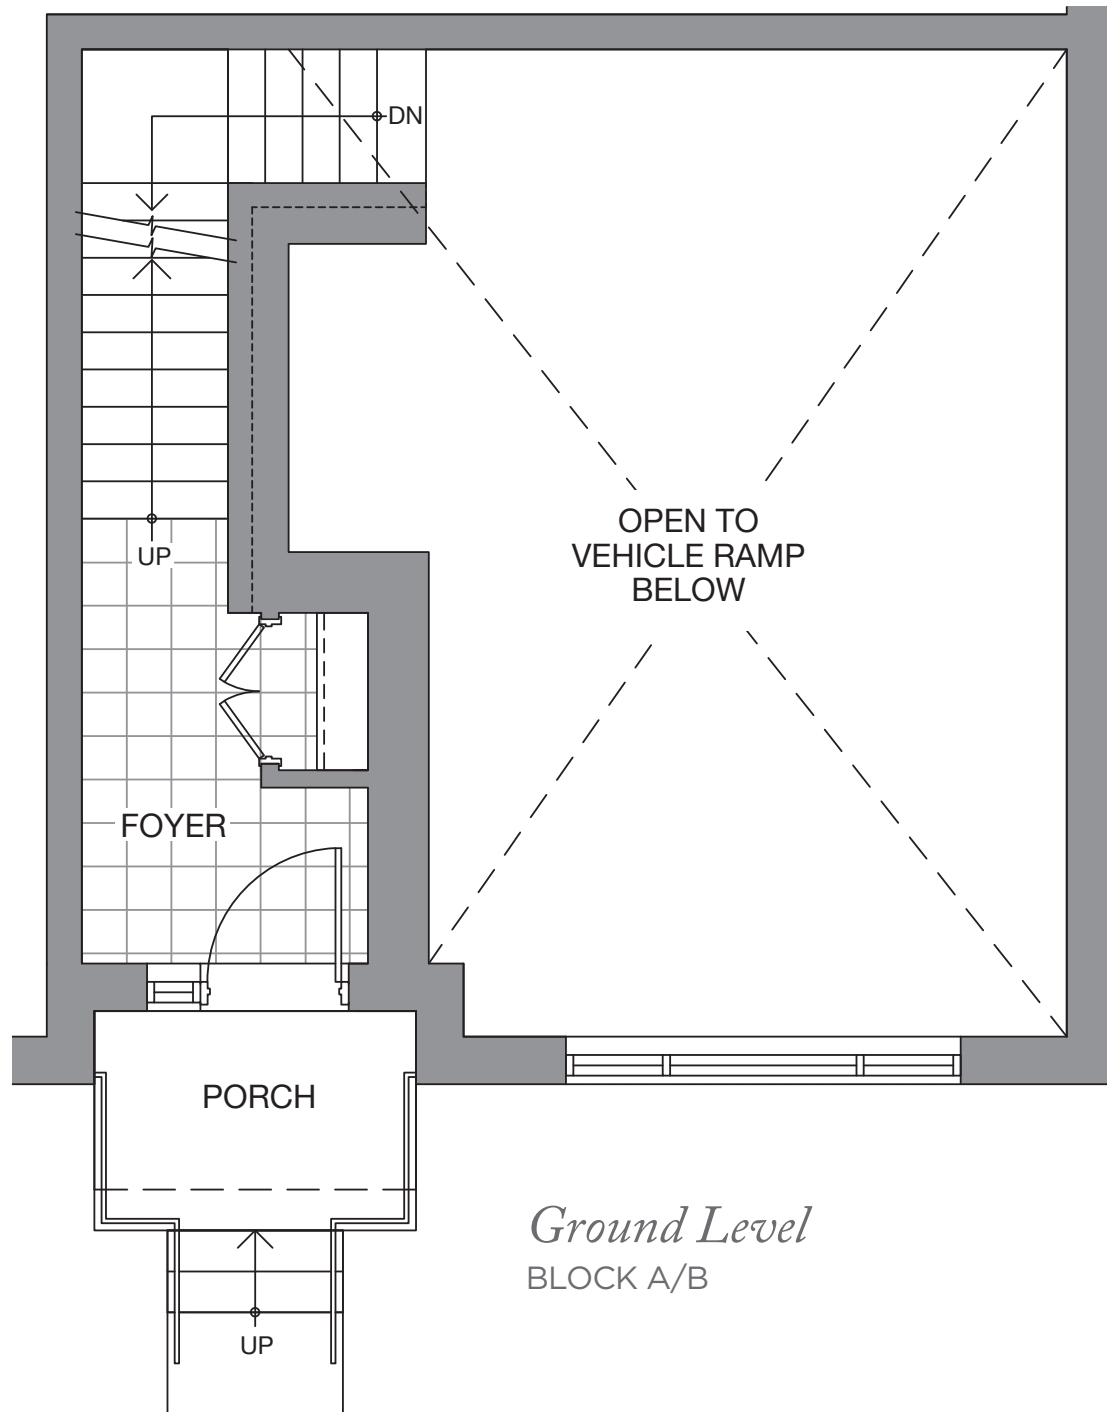 DN
UP
OPEN TO
VEHICLE RAMP
BELOW
FOYER
PORCH
Ground Level
BLOCK A/B
UP